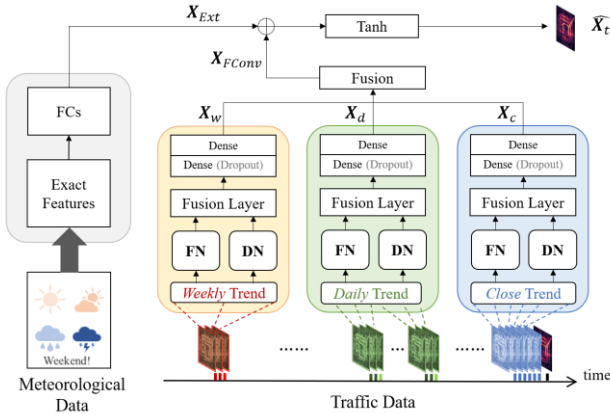 X_Ext
Tanh
X̂_t
X_FConv
Fusion
FCs
Exact
Features
Weekend!
Meteorological
Data
X_w
X_d
X_c
Dense
Dense (Dropout)
Fusion Layer
FN
DN
Weekly Trend
Dense
Dense (Dropout)
Fusion Layer
FN
DN
Daily Trend
Dense
Dense (Dropout)
Fusion Layer
FN
DN
Close Trend
......
......
time
Traffic Data